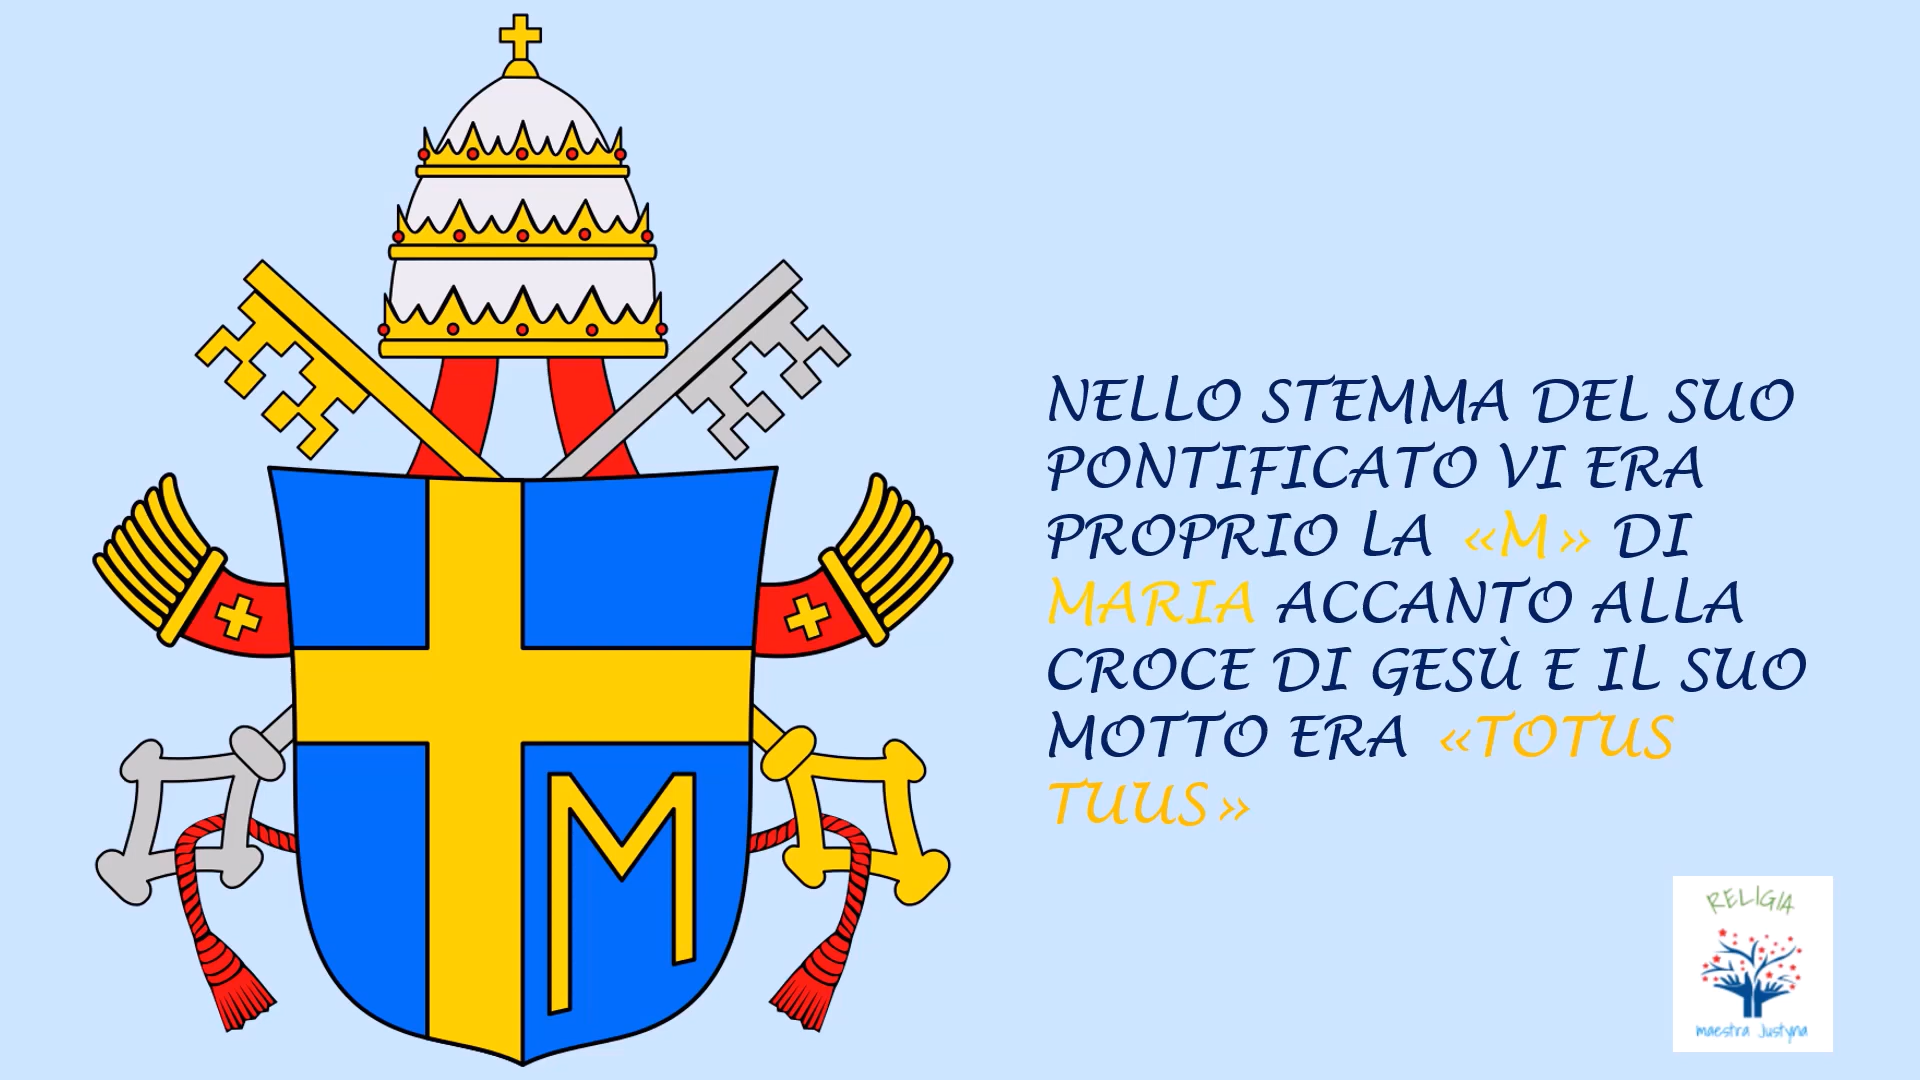 NELLO STEMMA DEL SUO
PONTIFICATO VI ERA
PROPRIO LA «M» DI
MARIA ACCANTO ALLA
CROCE DI GESÙ E IL SUO
MOTTO ERA «TOTUS
TUUS»
M
RELIGIA
maestra Justyna